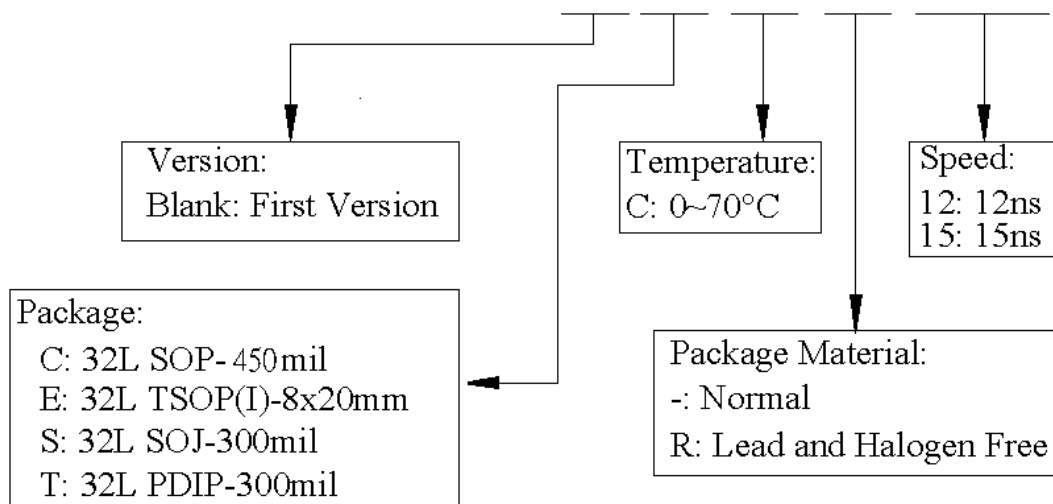 Version:
Blank: First Version
Temperature:
C: 0~70°C
Speed:
12: 12ns
15: 15ns
Package:
C: 32L SOP-450mil
E: 32L TSOP(I)-8x20mm
S: 32L SOJ-300mil
T: 32L PDIP-300mil
Package Material:
-: Normal
R: Lead and Halogen Free